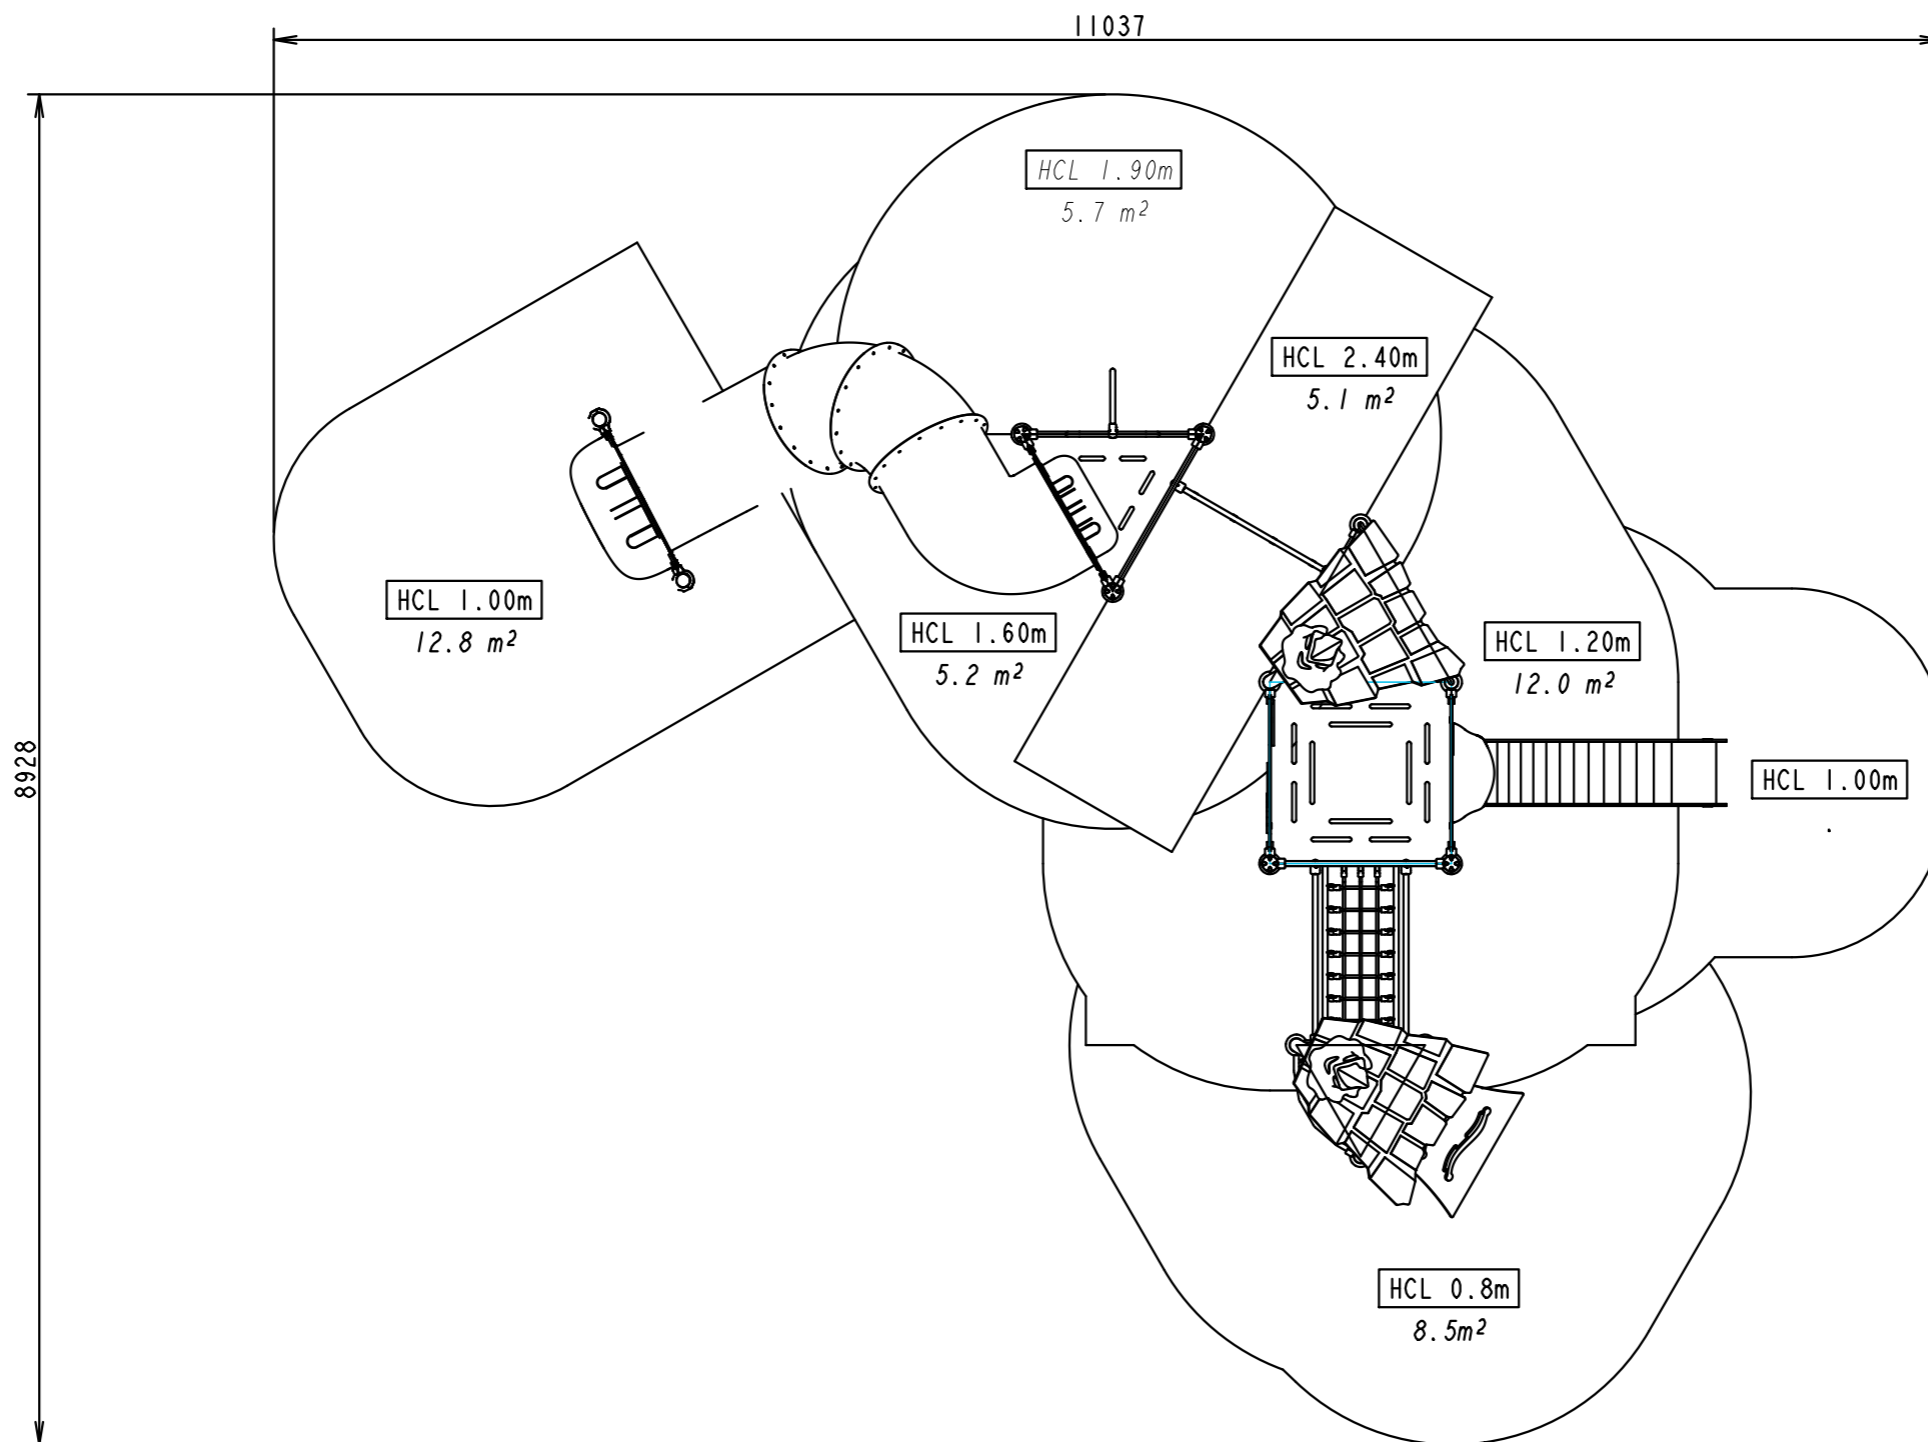 11037
HCL 1.90m
5.7 m²
HCL 2.40m
5.1 m²
HCL 1.00m
12.8 m²
HCL 1.60m
5.2 m²
HCL 1.20m
12.0 m²
8928
HCL 1.00m
HCL 0.8m
8.5m²